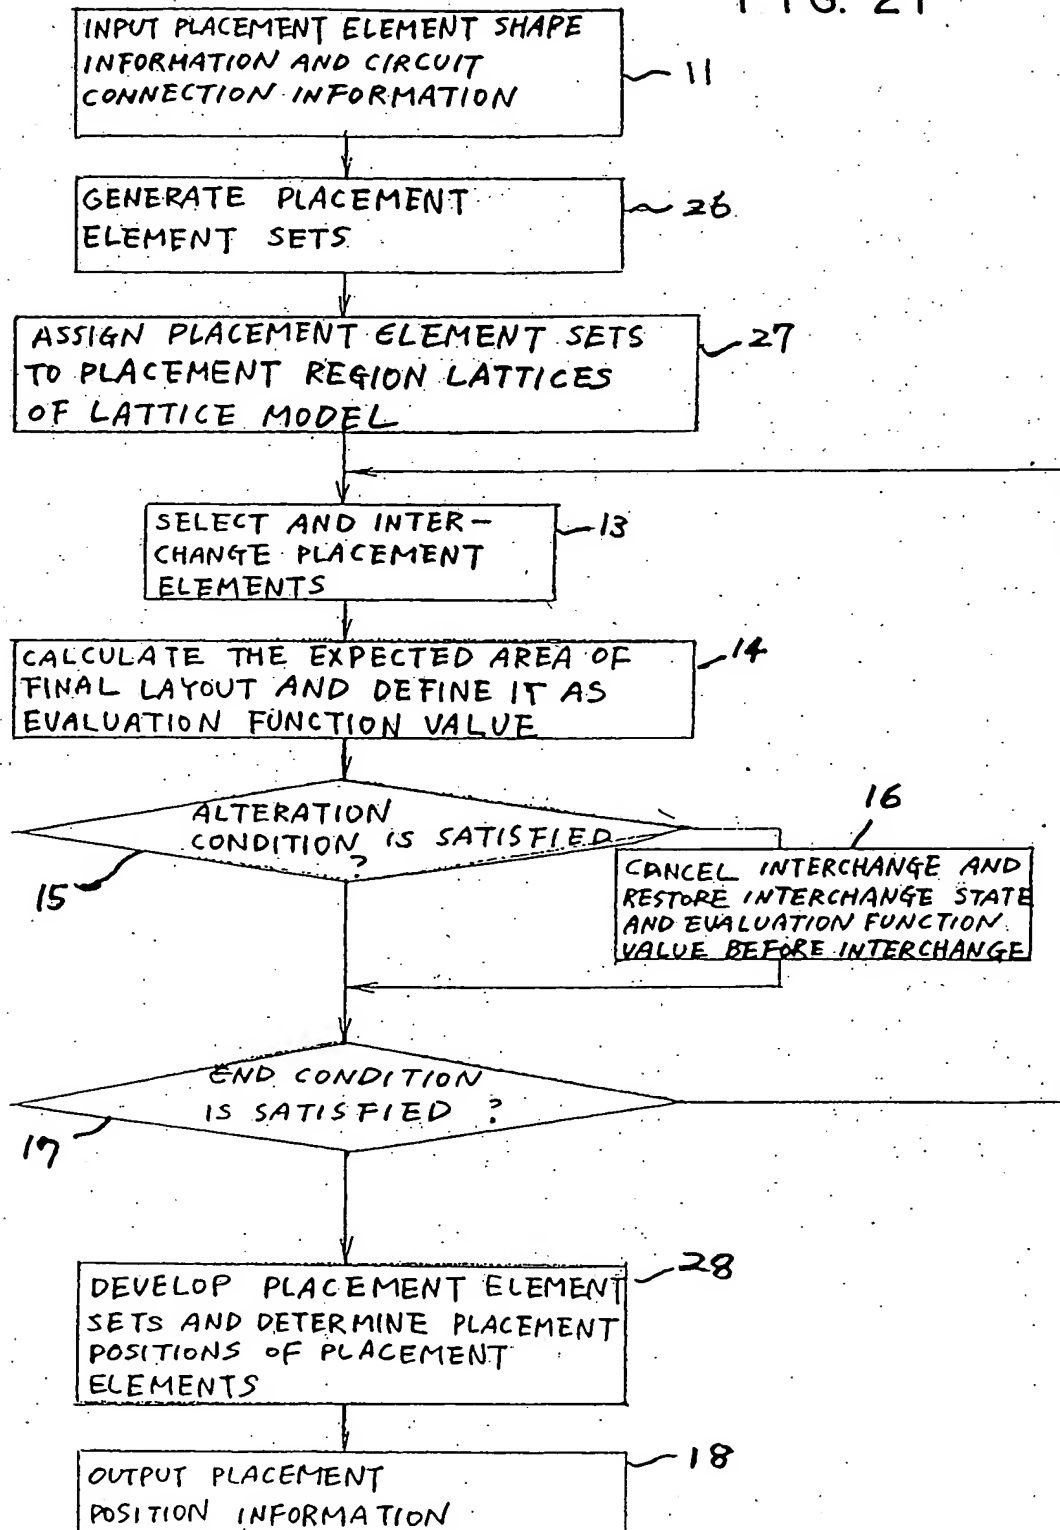 FIG. 21
INPUT PLACEMENT ELEMENT SHAPE
INFORMATION AND CIRCUIT
CONNECTION INFORMATION
11
GENERATE PLACEMENT
ELEMENT SETS
26
ASSIGN PLACEMENT ELEMENT SETS
TO PLACEMENT REGION LATTICES
OF LATTICE MODEL
27
SELECT AND INTER-
CHANGE PLACEMENT
ELEMENTS
13
CALCULATE THE EXPECTED AREA OF
FINAL LAYOUT AND DEFINE IT AS
EVALUATION FUNCTION VALUE
14
ALTERATION
CONDITION IS SATISFIED
?
15
16
CANCEL INTERCHANGE AND
RESTORE INTERCHANGE STATE
AND EVALUATION FUNCTION
VALUE BEFORE INTERCHANGE
END CONDITION
IS SATISFIED ?
17
DEVELOP PLACEMENT ELEMENT
SETS AND DETERMINE PLACEMENT
POSITIONS OF PLACEMENT
ELEMENTS
28
OUTPUT PLACEMENT
POSITION INFORMATION
18